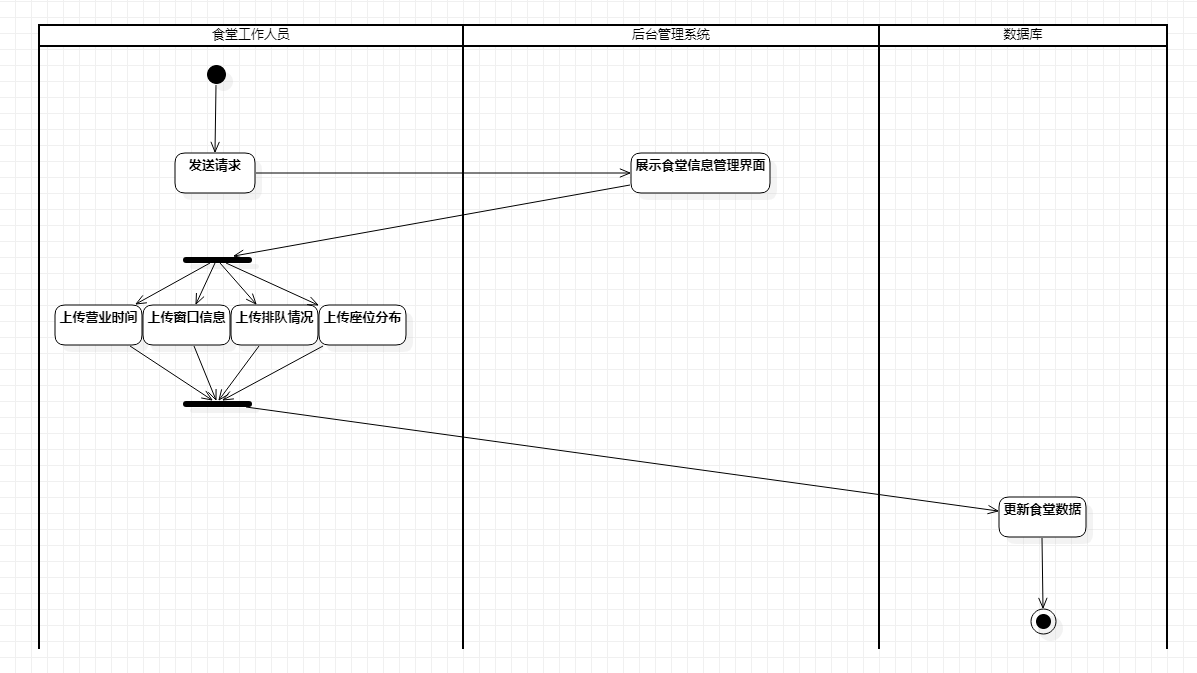 食堂工作人员
后台管理系统
数据库
发送请求
展示食堂信息管理界面
上传营业时间
上传窗口信息
上传排队情况
上传座位分布
更新食堂数据